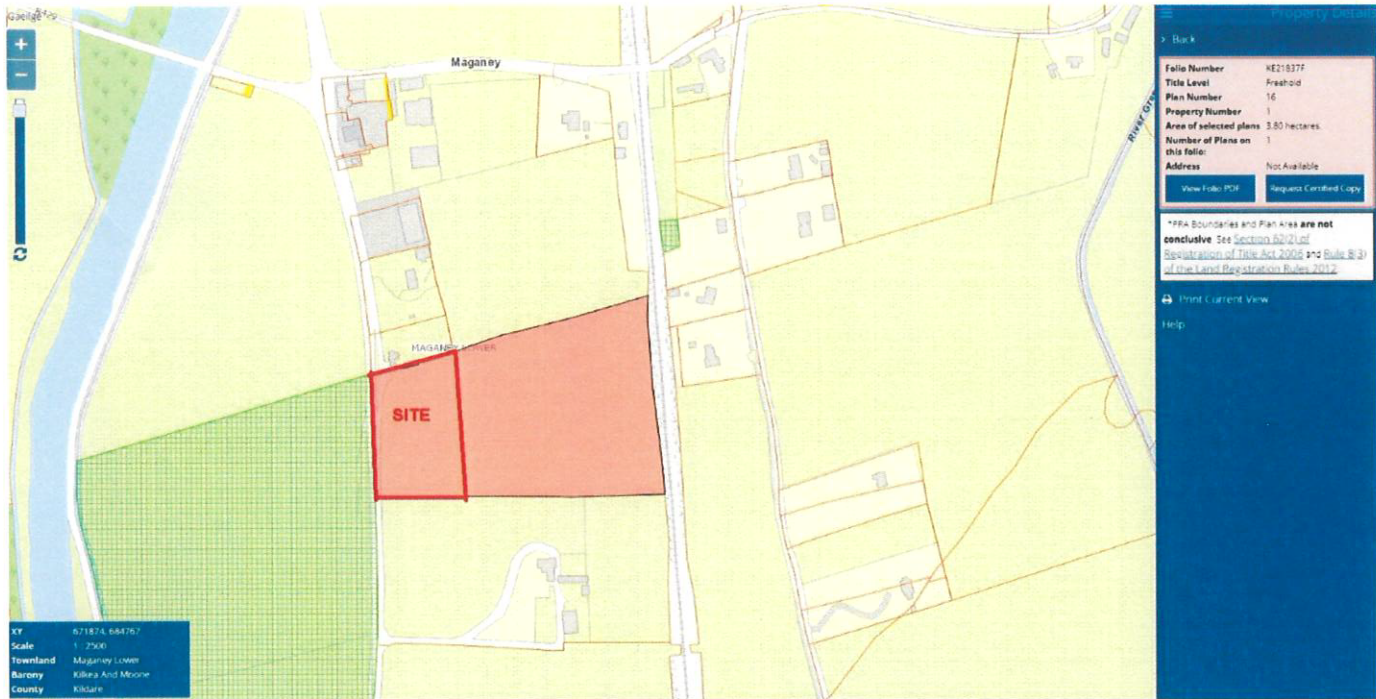 Gaeilge
R429
+
−
Maganey
River Gre
MAGANEY LOWER
SITE
XY 671874, 684767
Scale 1 : 2500
Townland Maganey Lower
Barony Kilkea And Moone
County Kildare
Property Details
> Back
Folio Number KE21837F
Title Level Freehold
Plan Number 16
Property Number 1
Area of selected plans 3.80 hectares.
Number of Plans on 1
this folio:
Address Not Available
View Folio PDF Request Certified Copy
*PRA Boundaries and Plan Area are not
conclusive See Section 62(2) of
Registration of Title Act 2006 and Rule 8(3)
of the Land Registration Rules 2012.
Print Current View
Help